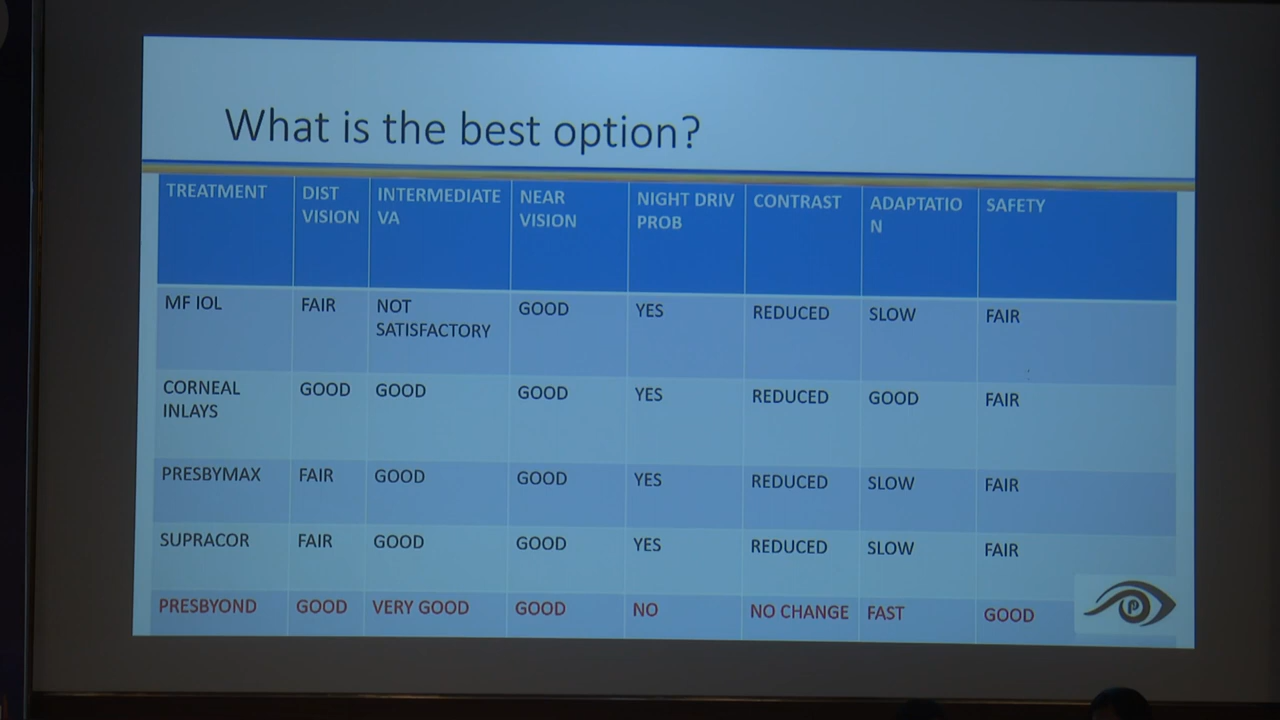 What is the best option?
TREATMENT DIST VISION INTERMEDIATE VA NEAR VISION NIGHT DRIV PROB CONTRAST ADAPTATIO N SAFETY
MF IOL FAIR NOT SATISFACTORY GOOD YES REDUCED SLOW FAIR
CORNEAL INLAYS GOOD GOOD GOOD YES REDUCED GOOD FAIR
PRESBYMAX FAIR GOOD GOOD YES REDUCED SLOW FAIR
SUPRACOR FAIR GOOD GOOD YES REDUCED SLOW FAIR
PRESBYOND GOOD VERY GOOD GOOD NO NO CHANGE FAST GOOD